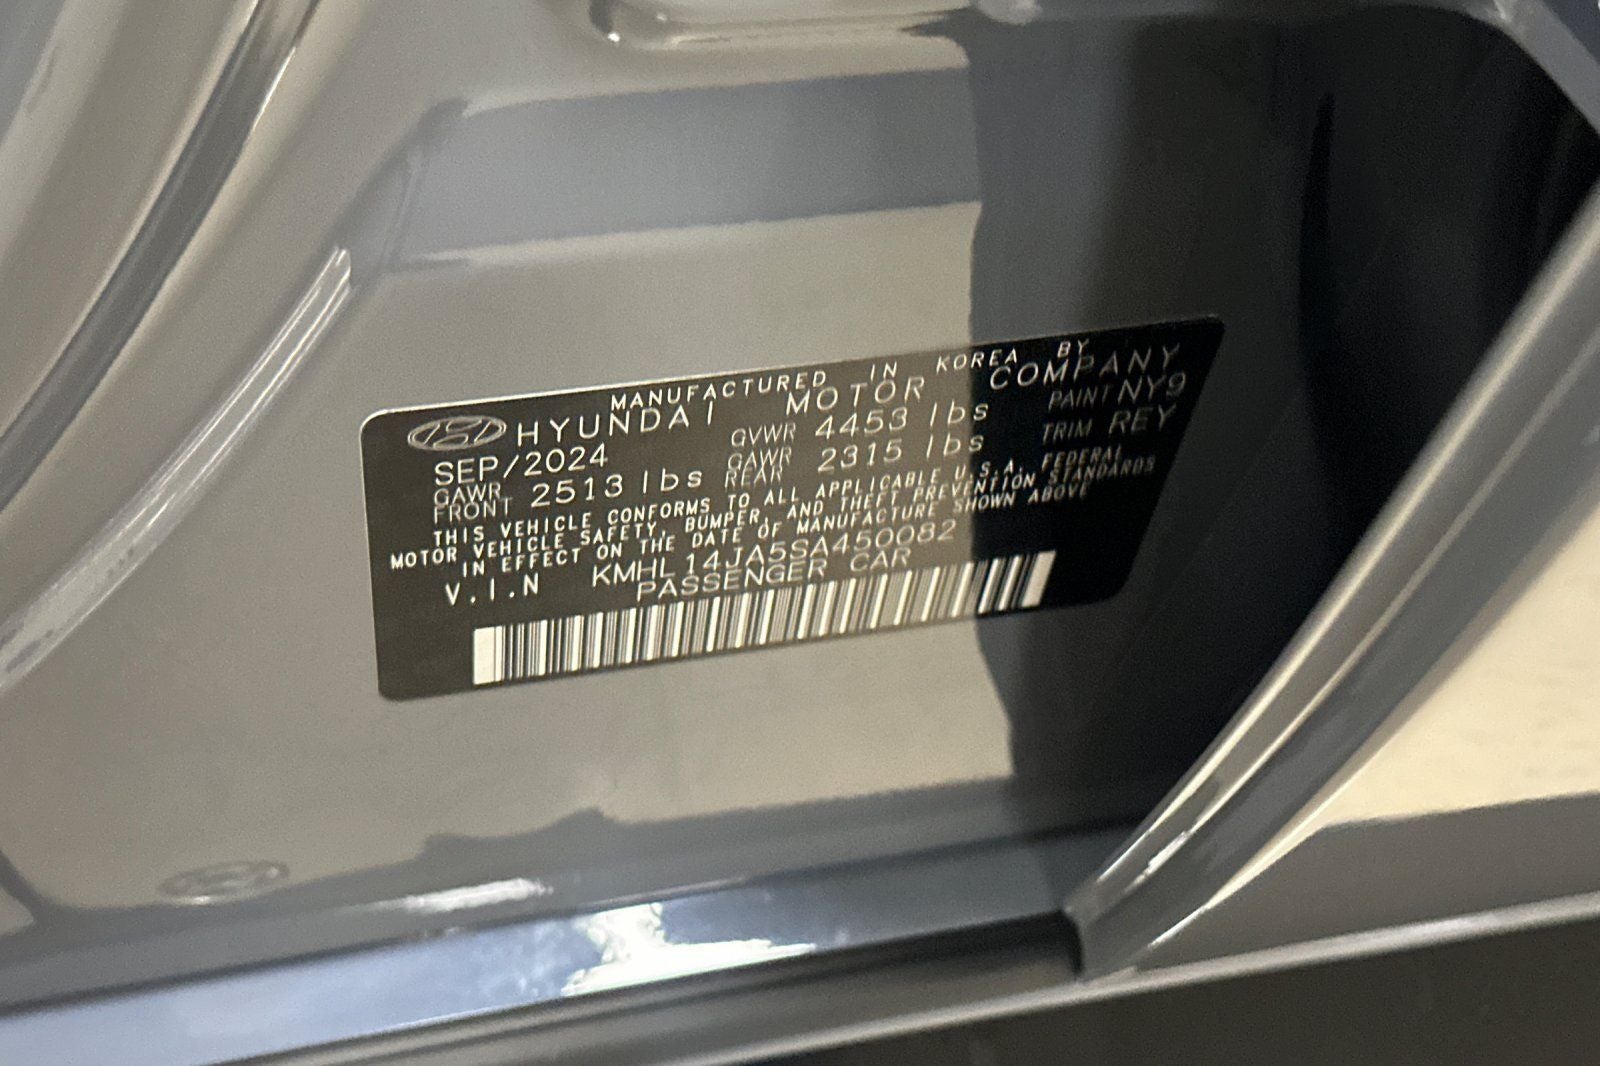 MANUFACTURED IN KOREA BY
HYUNDAI MOTOR COMPANY
SEP/2024 GVWR 4453 lbs PAINT NY9
GAWR FRONT 2513 lbs GAWR REAR 2315 lbs TRIM REY
THIS VEHICLE CONFORMS TO ALL APPLICABLE U.S.A. FEDERAL
MOTOR VEHICLE SAFETY, BUMPER, AND THEFT PREVENTION STANDARDS
IN EFFECT ON THE DATE OF MANUFACTURE SHOWN ABOVE
V.I.N KMHL14JA5SA450082
PASSENGER CAR